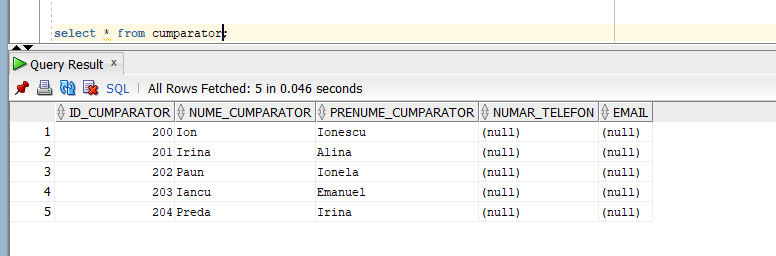 select * from cumparator;
Query Result x
SQL | All Rows Fetched: 5 in 0.046 seconds
ID_CUMPARATOR NUME_CUMPARATOR PRENUME_CUMPARATOR NUMAR_TELEFON EMAIL
1 200 Ion Ionescu (null) (null)
2 201 Irina Alina (null) (null)
3 202 Paun Ionela (null) (null)
4 203 Iancu Emanuel (null) (null)
5 204 Preda Irina (null) (null)